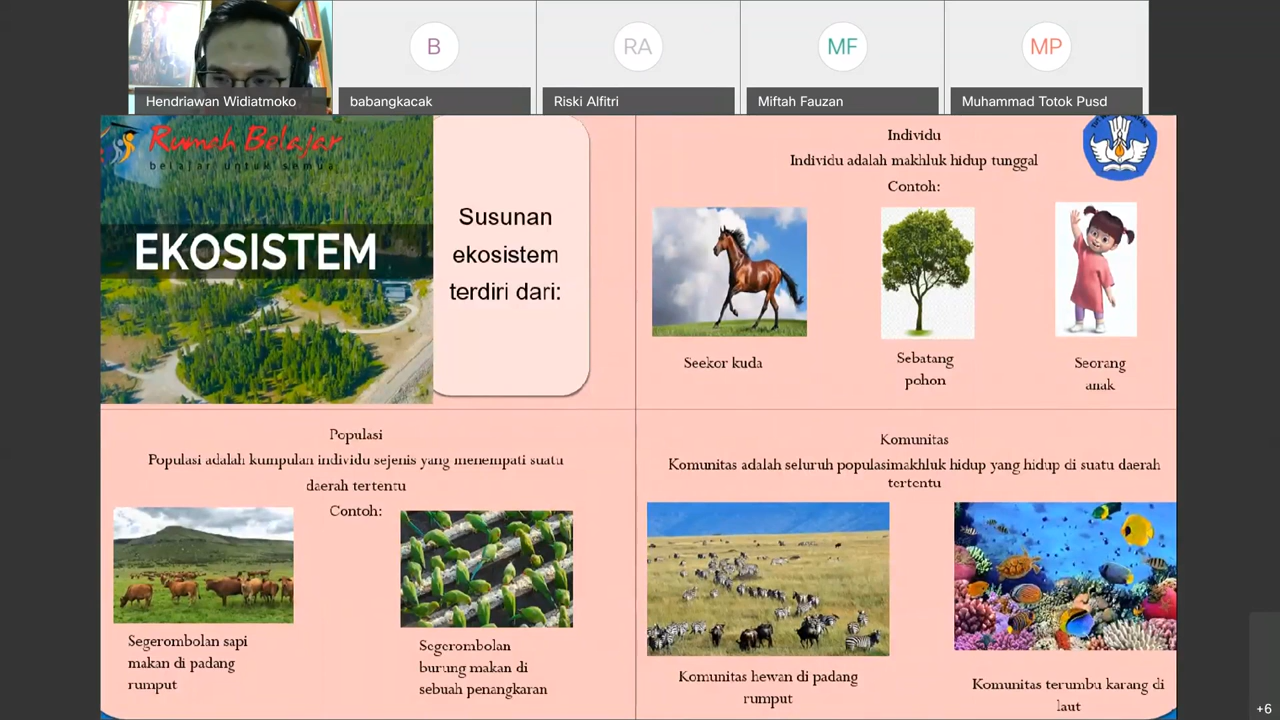 B
RA
MF
MP
Hendriawan Widiatmoko
babangkacak
Riski Alfitri
Miftah Fauzan
Muhammad Totok Pusd
Rumah Belajar
belajar untuk semua
EKOSISTEM
Susunan
ekosistem
terdiri dari:
Individu
Individu adalah makhluk hidup tunggal
Contoh:
Seekor kuda
Sebatang
pohon
Seorang
anak
Populasi
Populasi adalah kumpulan individu sejenis yang menempati suatu
daerah tertentu
Contoh:
Segerombolan sapi
makan di padang
rumput
Segerombolan
burung makan di
sebuah penangkaran
Komunitas
Komunitas adalah seluruh populasimakhluk hidup yang hidup di suatu daerah
tertentu
Komunitas hewan di padang
rumput
Komunitas terumbu karang di
laut
+6